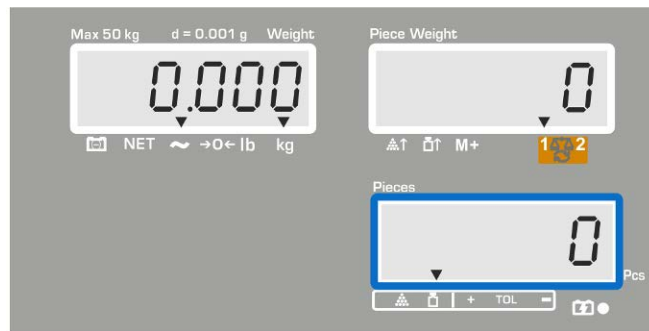 Max 50 kg d = 0.001 g Weight
0.000
NET →0← lb kg
Piece Weight
0
M+
1 2
Pieces
0
Pcs
+ TOL -